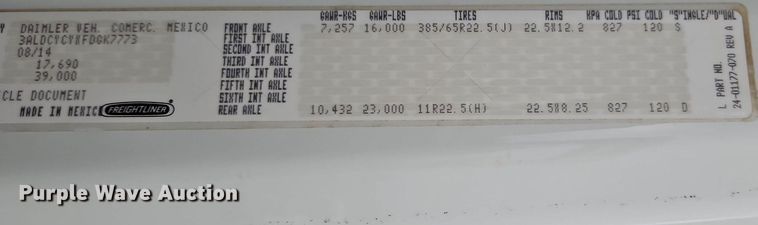 GAWR-KGS GAWR-LBS TIRES RIMS KPA COLD PSI COLD "S"INGLE/"D"UAL
Y DAIMLER VEH. COMERC. MEXICO FRONT AXLE 7,257 16,000 385/65R22.5(J) 22.5X12.2 827 120 S
3ALDCYCYXFDGK7773 FIRST INT AXLE
08/14 SECOND INT AXLE
17,690 THIRD INT AXLE
39,000 FOURTH INT AXLE
FIFTH INT AXLE
CLE DOCUMENT SIXTH INT AXLE
MADE IN MEXICO FREIGHTLINER REAR AXLE 10,432 23,000 11R22.5(H) 22.5X8.25 827 120 D
L PART NO.
24-01177-070 REV A
Purple Wave Auction